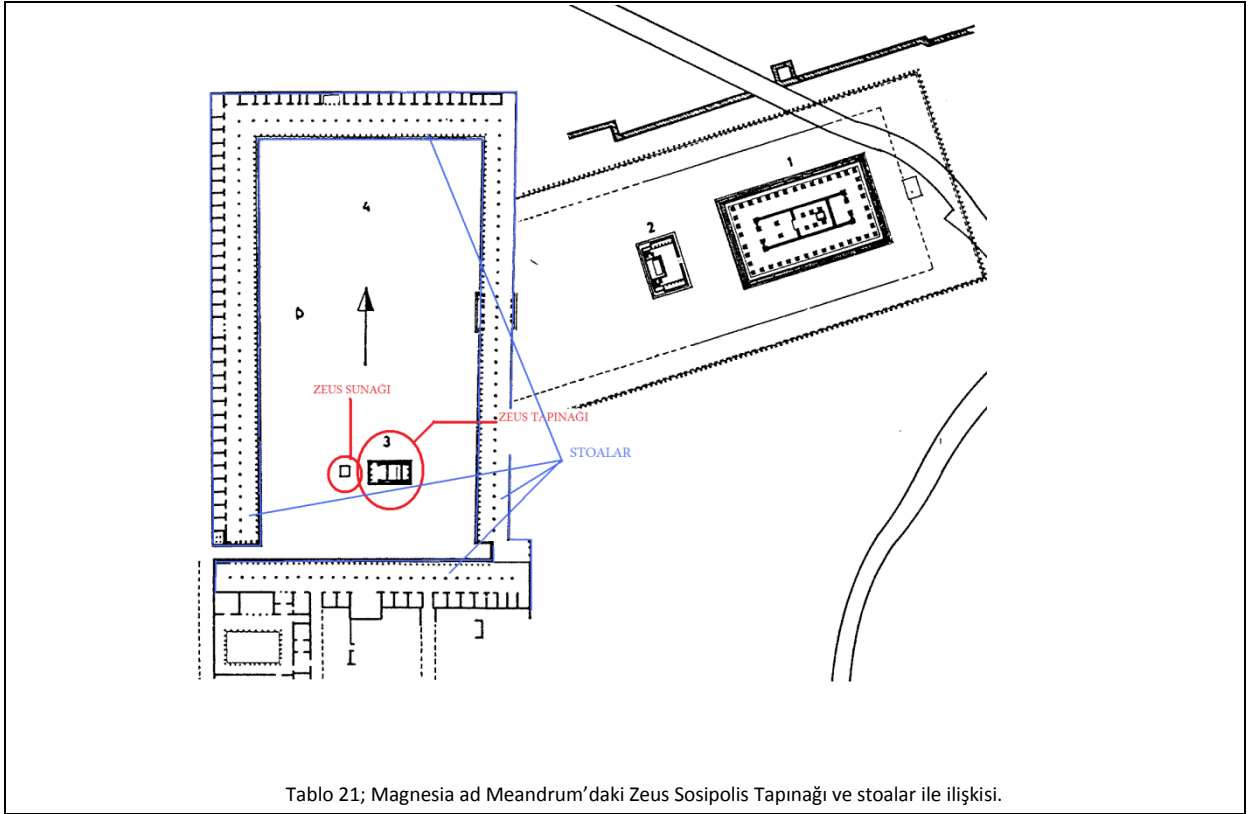 1
2
4
ZEUS SUNAĞI
ZEUS TAPINAĞI
3
STOALAR
Tablo 21; Magnesia ad Meandrum’daki Zeus Sosipolis Tapınağı ve stoalar ile ilişkisi.